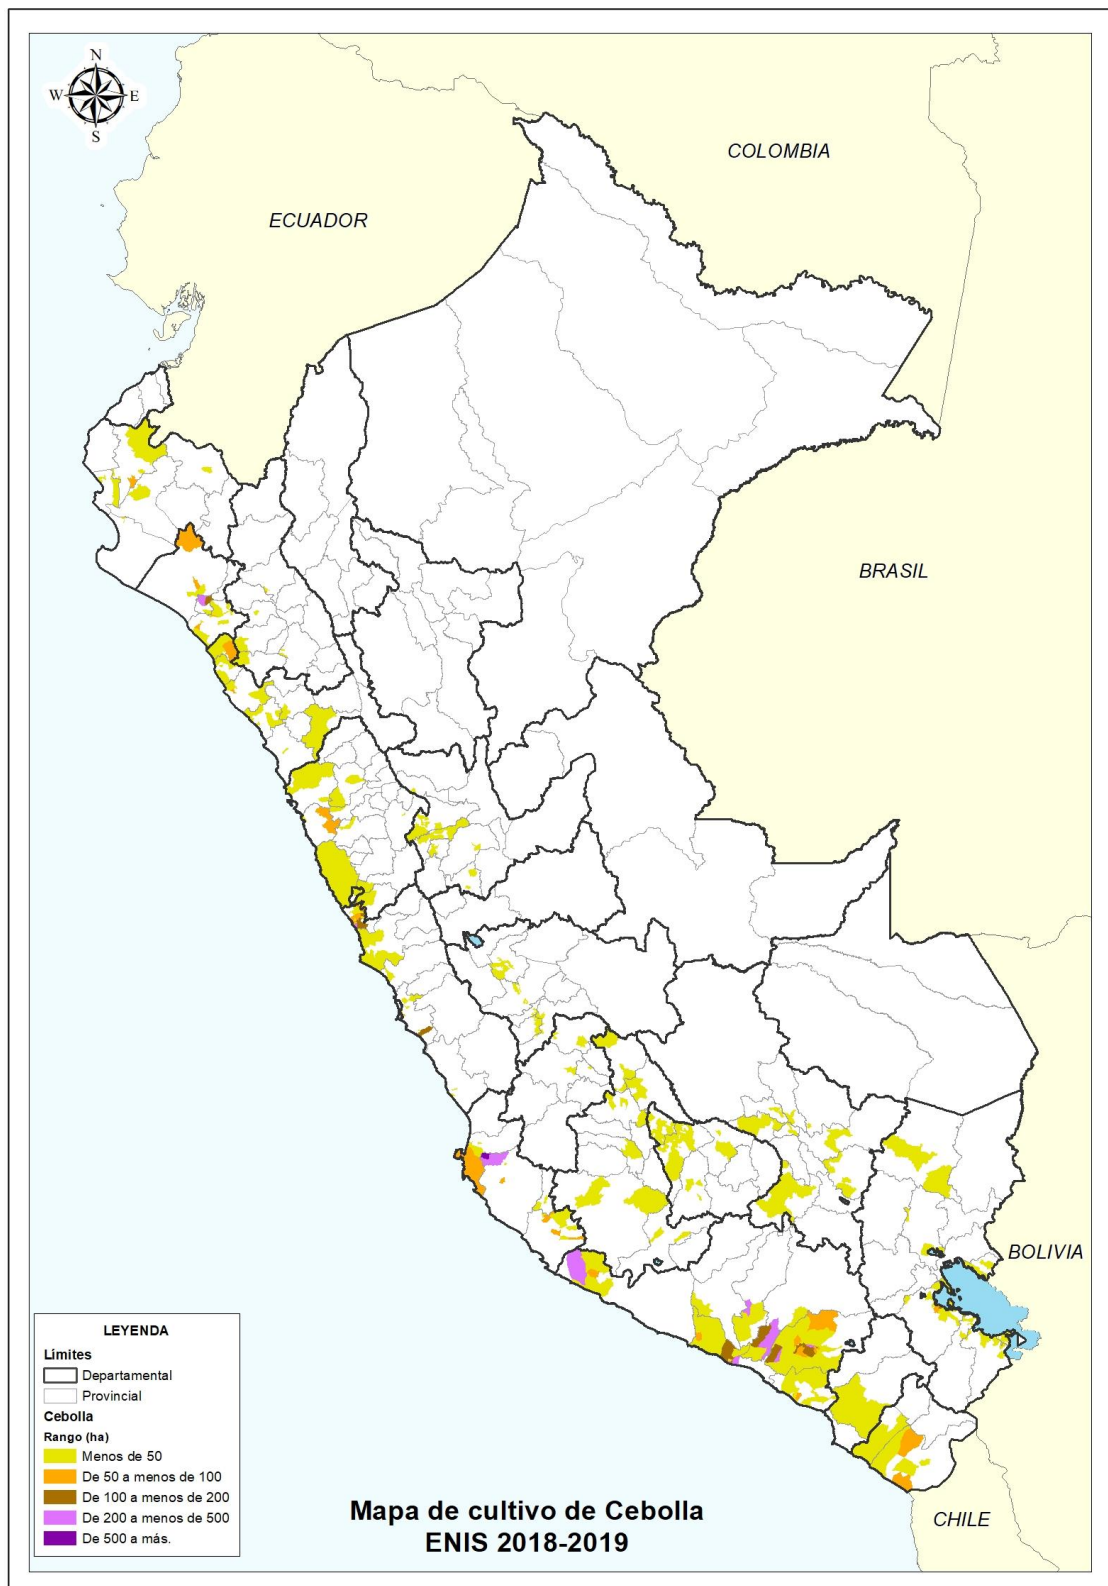 N
W
E
S
COLOMBIA
ECUADOR
BRASIL
BOLIVIA
CHILE
LEYENDA
Límites
Departamental
Provincial
Cebolla
Rango (ha)
Menos de 50
De 50 a menos de 100
De 100 a menos de 200
De 200 a menos de 500
De 500 a más.
Mapa de cultivo de Cebolla
ENIS 2018-2019